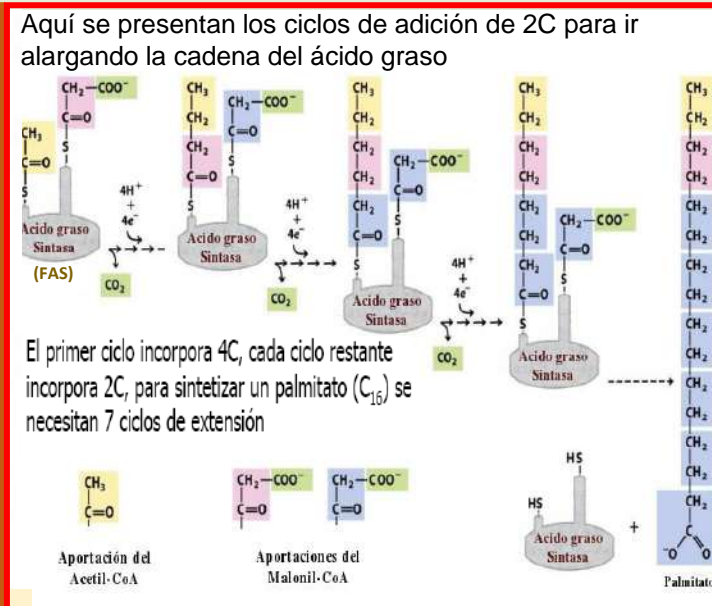 Aquí se presentan los ciclos de adición de 2C para ir
alargando la cadena del ácido graso
CH₃
C=O
S
CH₂—COO⁻
C=O
S
Acido graso
Sintasa
(FAS)
4H⁺
+
4e⁻
CO₂
CH₃
CH₂
CH₂
C=O
S
CH₂—COO⁻
C=O
S
Acido graso
Sintasa
4H⁺
+
4e⁻
CO₂
CH₃
CH₂
CH₂
CH₂
CH₂
C=O
S
CH₂—COO⁻
C=O
S
Acido graso
Sintasa
4H⁺
+
4e⁻
CO₂
CH₃
CH₂
CH₂
CH₂
CH₂
CH₂
CH₂
C=O
S
CH₂—COO⁻
C=O
S
Acido graso
Sintasa
CH₃
CH₂
CH₂
CH₂
CH₂
CH₂
CH₂
CH₂
CH₂
CH₂
CH₂
CH₂
CH₂
CH₂
CH₂
C
⁻O
O
Palmitato
El primer ciclo incorpora 4C, cada ciclo restante
incorpora 2C, para sintetizar un palmitato (C₁₆) se
necesitan 7 ciclos de extensión
CH₃
C=O
Aportación del
Acetil-CoA
CH₂—COO⁻
C=O
CH₂—COO⁻
C=O
Aportaciones del
Malonil-CoA
HS
HS
Acido graso
Sintasa
+